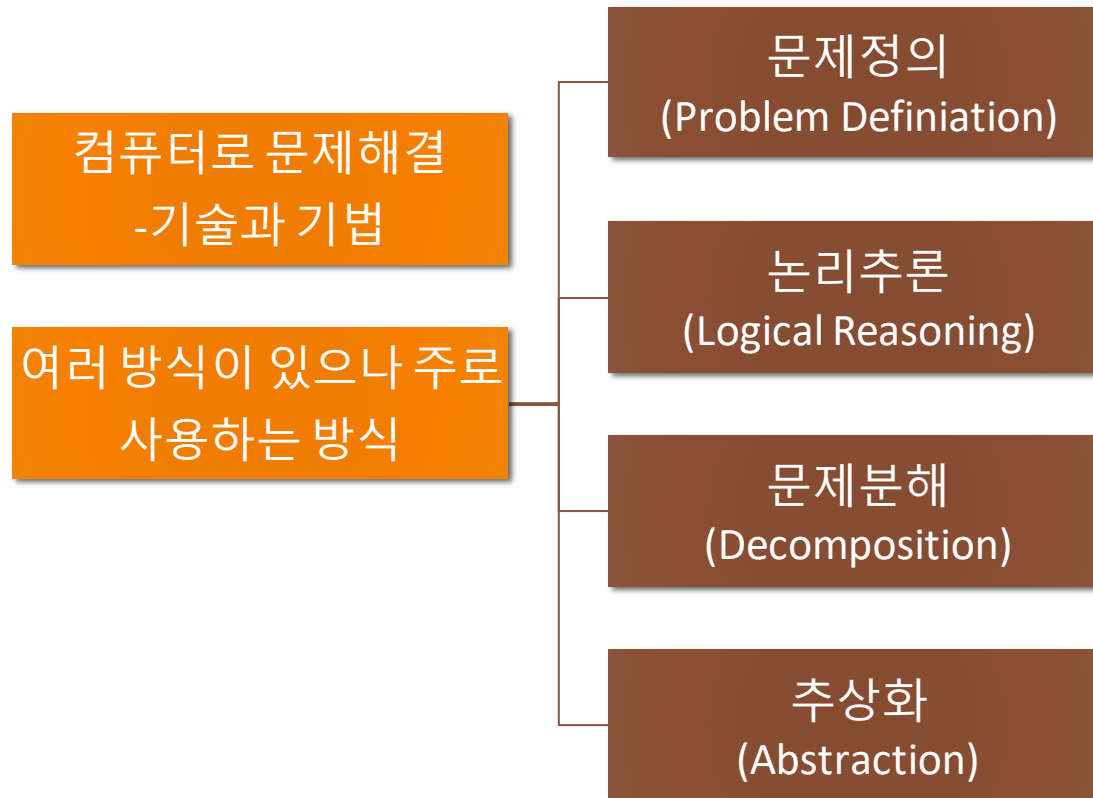 컴퓨터로 문제해결
-기술과 기법
여러 방식이 있으나 주로
사용하는 방식
문제정의
(Problem Definiation)
논리추론
(Logical Reasoning)
문제분해
(Decomposition)
추상화
(Abstraction)